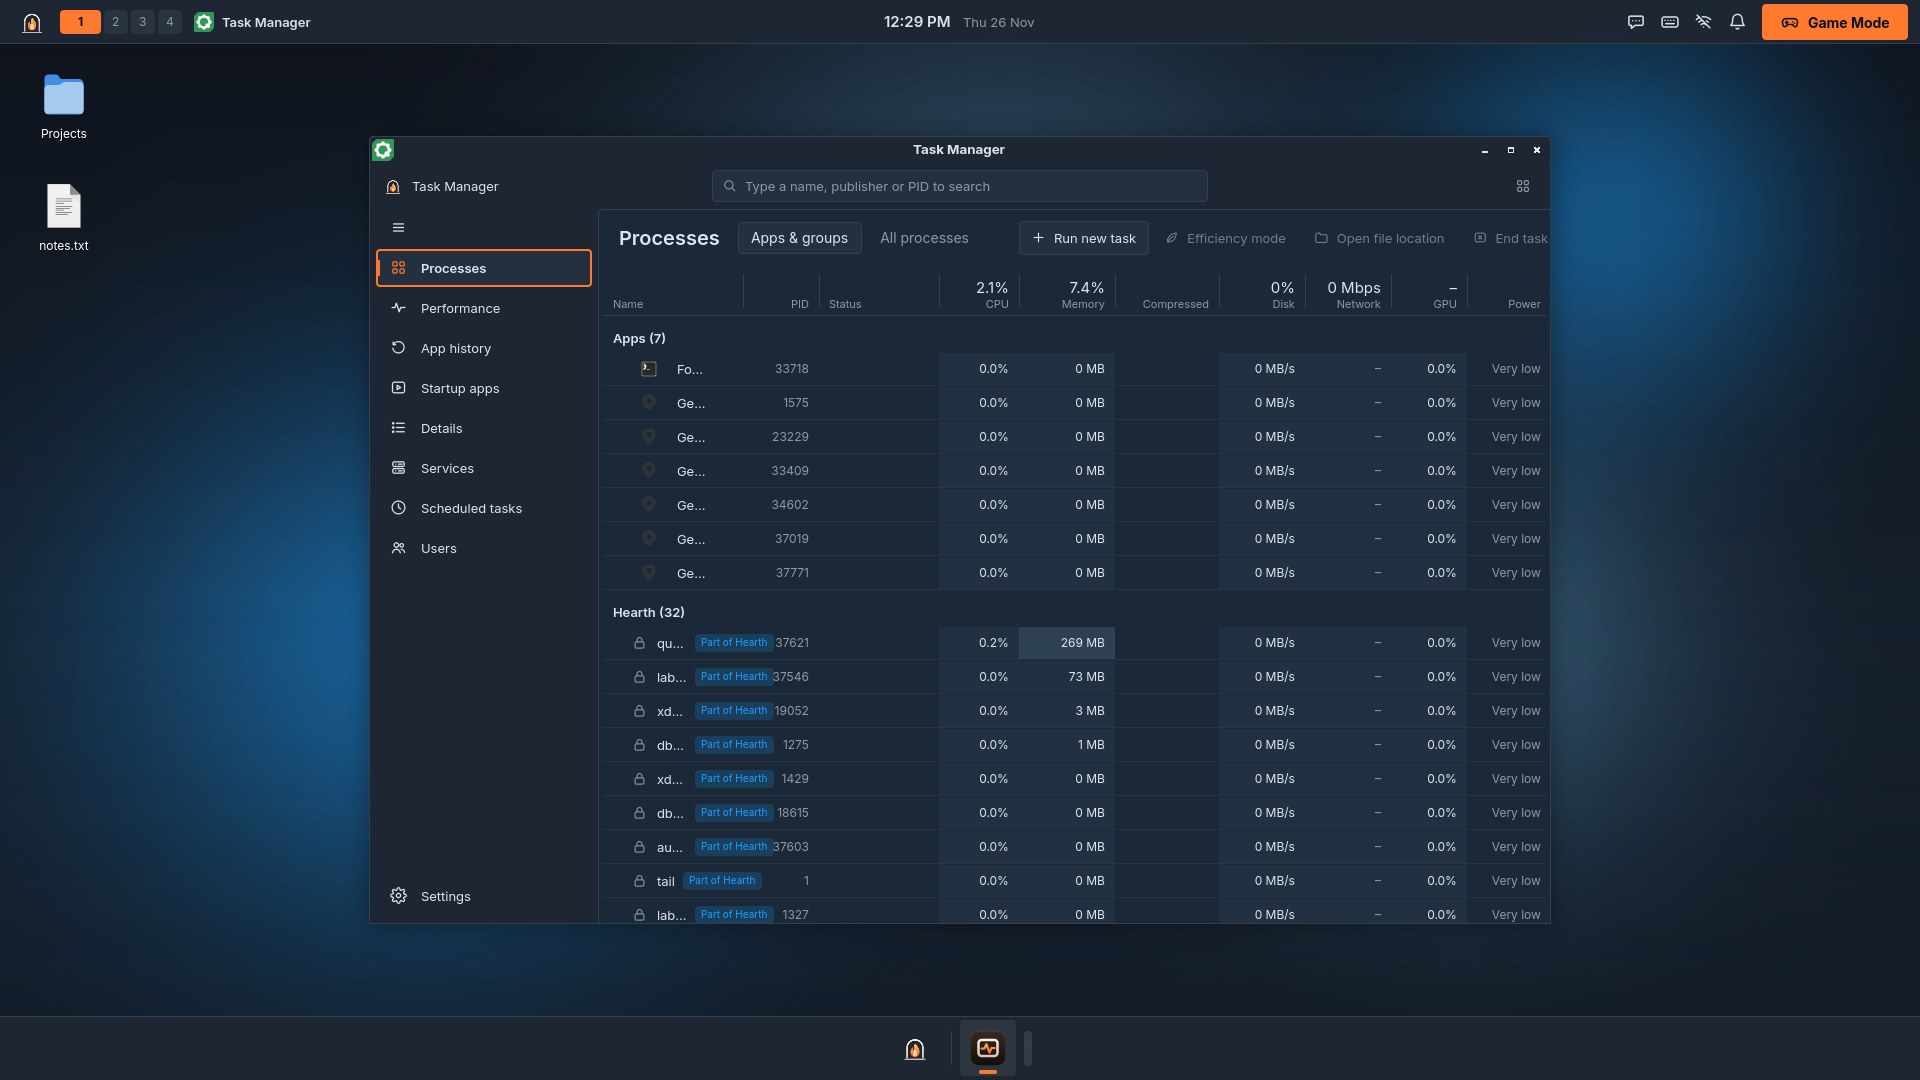 1 2 3 4 Task Manager 12:29 PM Thu 26 Nov Game Mode
Projects
notes.txt
Task Manager
Task Manager Type a name, publisher or PID to search
Processes
Performance
App history
Startup apps
Details
Services
Scheduled tasks
Users
Settings
Processes Apps & groups All processes Run new task Efficiency mode Open file location End task
2.1% 7.4% 0% 0 Mbps –
Name PID Status CPU Memory Compressed Disk Network GPU Power
Apps (7)
Fo... 33718 0.0% 0 MB 0 MB/s – 0.0% Very low
Ge... 1575 0.0% 0 MB 0 MB/s – 0.0% Very low
Ge... 23229 0.0% 0 MB 0 MB/s – 0.0% Very low
Ge... 33409 0.0% 0 MB 0 MB/s – 0.0% Very low
Ge... 34602 0.0% 0 MB 0 MB/s – 0.0% Very low
Ge... 37019 0.0% 0 MB 0 MB/s – 0.0% Very low
Ge... 37771 0.0% 0 MB 0 MB/s – 0.0% Very low
Hearth (32)
qu... Part of Hearth 37621 0.2% 269 MB 0 MB/s – 0.0% Very low
lab... Part of Hearth 37546 0.0% 73 MB 0 MB/s – 0.0% Very low
xd... Part of Hearth 19052 0.0% 3 MB 0 MB/s – 0.0% Very low
db... Part of Hearth 1275 0.0% 1 MB 0 MB/s – 0.0% Very low
xd... Part of Hearth 1429 0.0% 0 MB 0 MB/s – 0.0% Very low
db... Part of Hearth 18615 0.0% 0 MB 0 MB/s – 0.0% Very low
au... Part of Hearth 37603 0.0% 0 MB 0 MB/s – 0.0% Very low
tail Part of Hearth 1 0.0% 0 MB 0 MB/s – 0.0% Very low
lab... Part of Hearth 1327 0.0% 0 MB 0 MB/s – 0.0% Very low